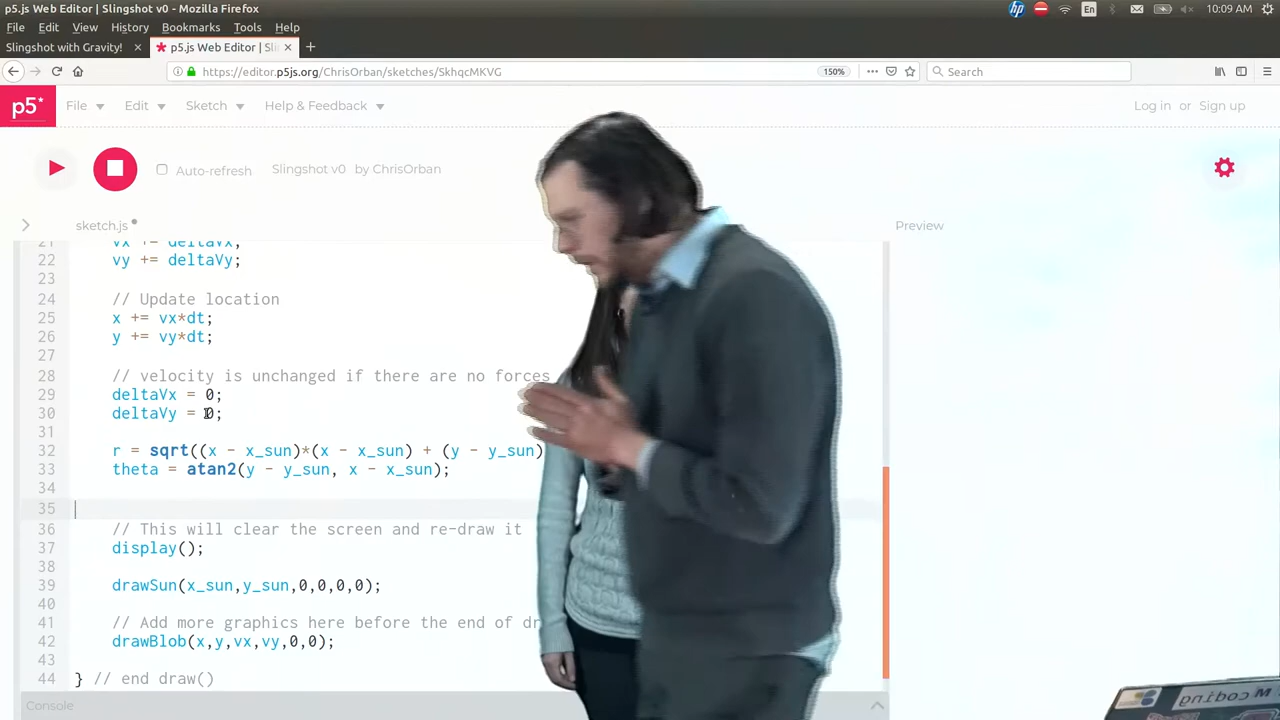 p5.js Web Editor | Slingshot v0 - Mozilla Firefox
10:09 AM
En
File Edit View History Bookmarks Tools Help
Slingshot with Gravity! × p5.js Web Editor | Sli × +
https://editor.p5js.org/ChrisOrban/sketches/SkhqcMKVG 150% Search
p5* File Edit Sketch Help & Feedback Log in or Sign up
Auto-refresh Slingshot v0 by ChrisOrban
sketch.js Preview
21 vx += deltaVx;
22 vy += deltaVy;
23
24 // Update location
25 x += vx*dt;
26 y += vy*dt;
27
28 // velocity is unchanged if there are no forces
29 deltaVx = 0;
30 deltaVy = 0;
31
32 r = sqrt((x - x_sun)*(x - x_sun) + (y - y_sun)
33 theta = atan2(y - y_sun, x - x_sun);
34
35
36 // This will clear the screen and re-draw it
37 display();
38
39 drawSun(x_sun,y_sun,0,0,0,0);
40
41 // Add more graphics here before the end of dr
42 drawBlob(x,y,vx,vy,0,0);
43
44 } // end draw()
Console